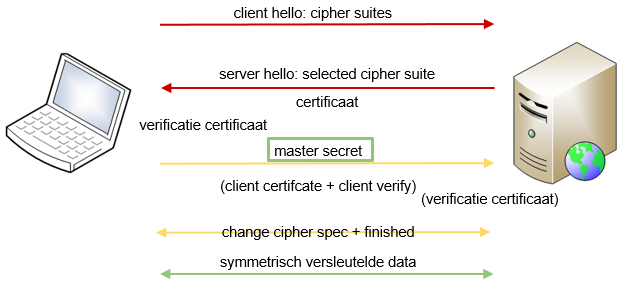 client hello: cipher suites
server hello: selected cipher suite
certificaat
verificatie certificaat
master secret
(client certifcate + client verify)
(verificatie certificaat)
change cipher spec + finished
symmetrisch versleutelde data